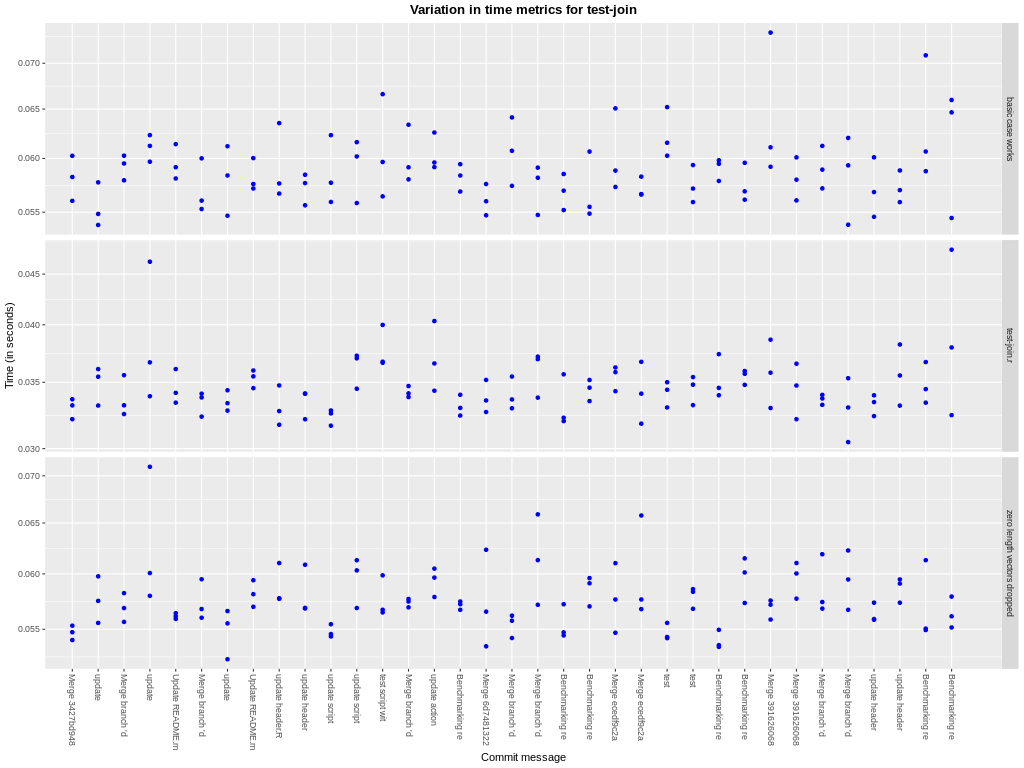 Variation in time metrics for test-join
Time (in seconds)
0.070
0.065
0.060
0.055
basic case works
0.045
0.040
0.035
0.030
test-join.r
0.070
0.065
0.060
0.055
zero length vectors dropped
Merge 3427bd948
update
Merge branch 'd
update
Update README.m
Merge branch 'd
update
Update README.m
update header.R
update header
update script
update script
test script wit
Merge branch 'd
update action
Benchmarking re
Merge 6d7481322
Merge branch 'd
Merge branch 'd
Benchmarking re
Benchmarking re
Merge ecedf9c2a
Merge ecedf9c2a
test
test
Benchmarking re
Benchmarking re
Merge 391626068
Merge 391626068
Merge branch 'd
Merge branch 'd
update header
update header
Benchmarking re
Benchmarking re
Commit message